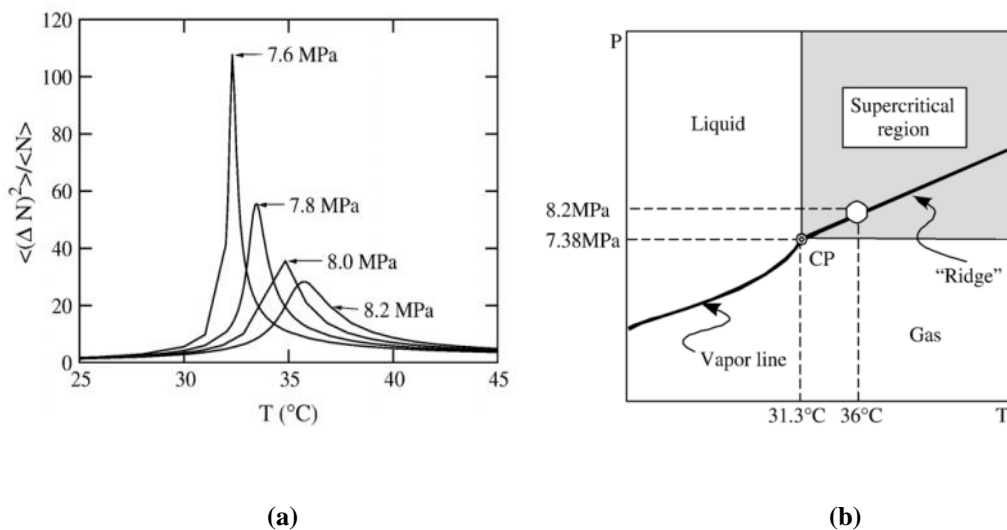 120
100
80
60
40
20
0
<(Δ N)²>/<N>
7.6 MPa
7.8 MPa
8.0 MPa
8.2 MPa
25
30
35
40
45
T (°C)
(a)
P
Liquid
Supercritical
region
8.2MPa
7.38MPa
CP
“Ridge”
Vapor line
Gas
31.3°C
36°C
T
(b)